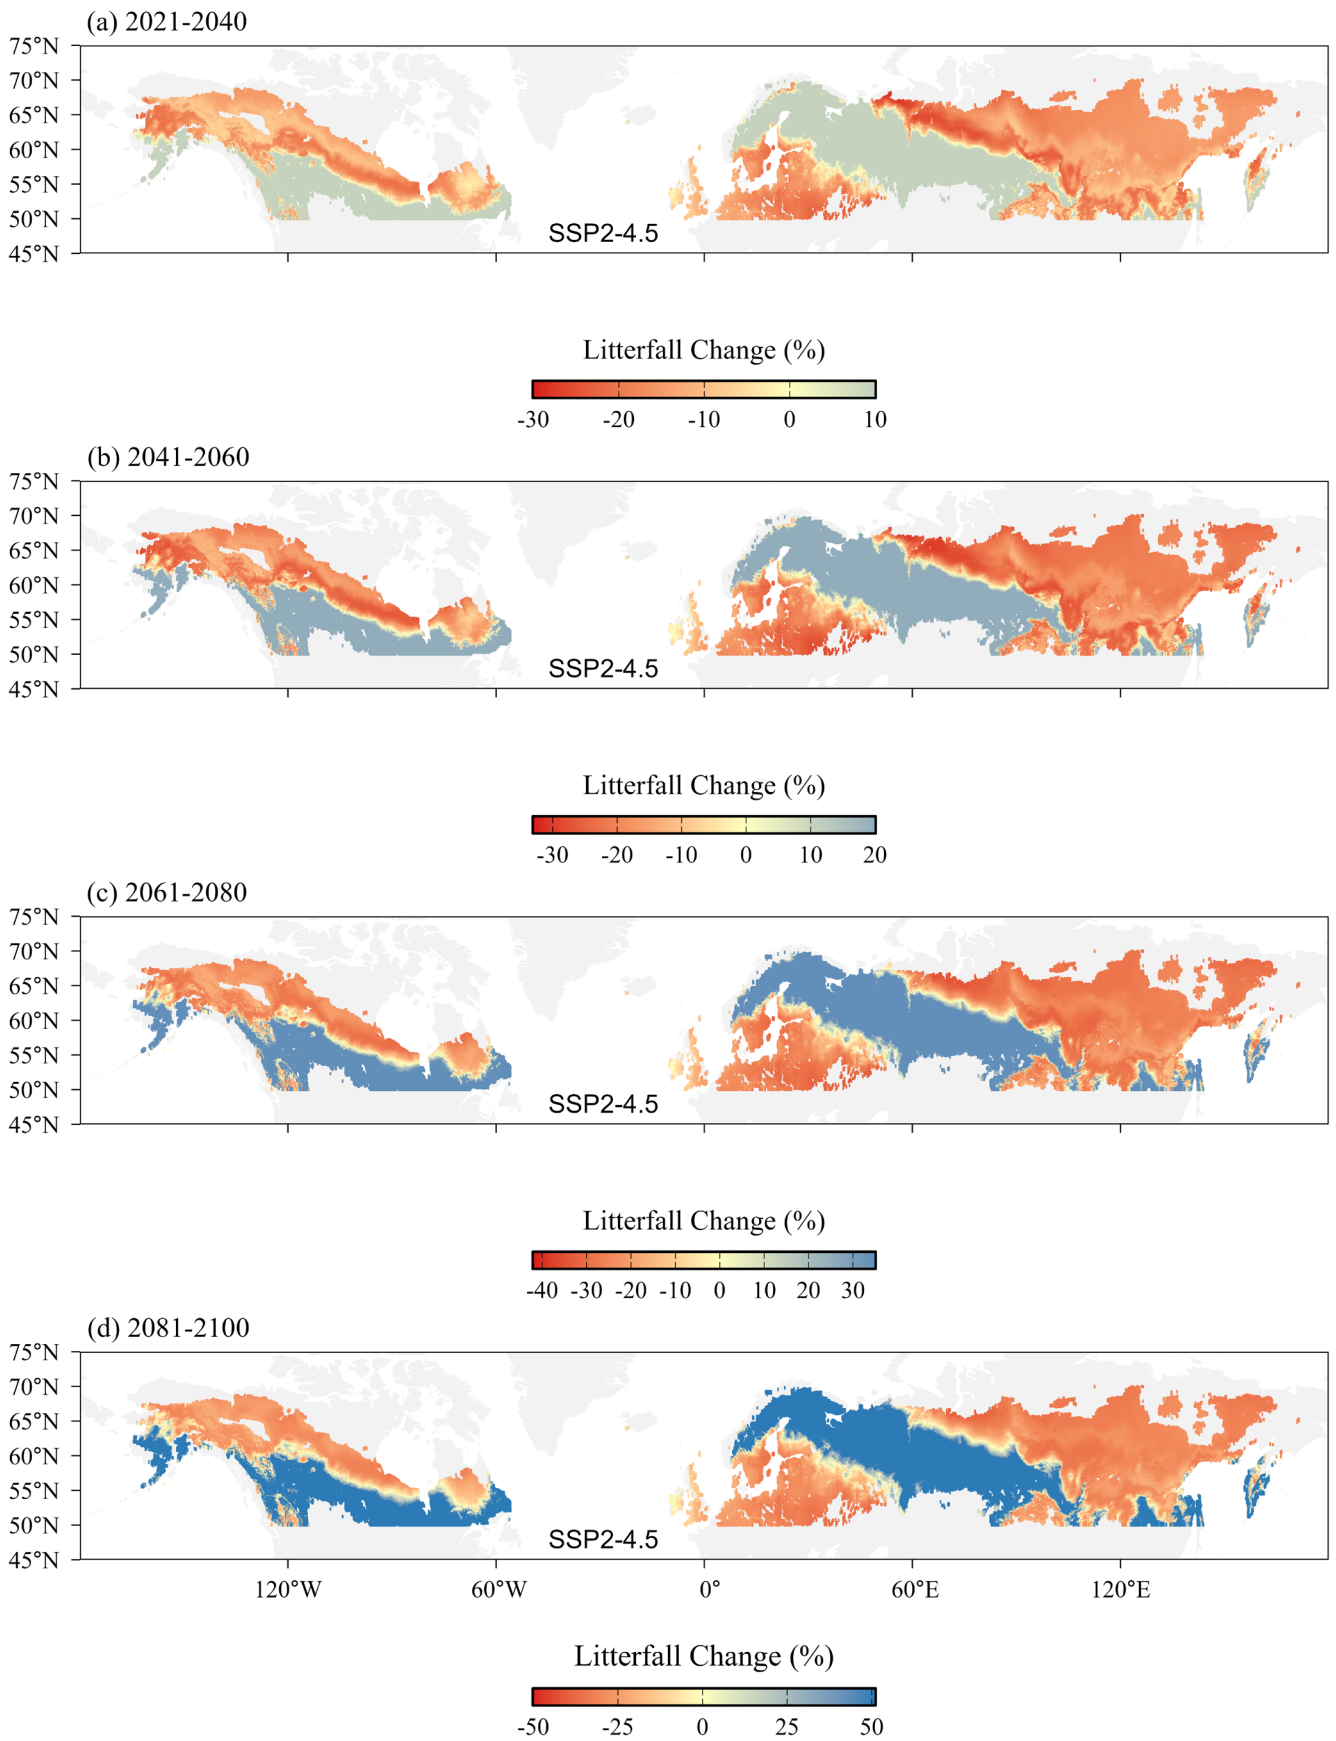 (a) 2021-2040
75°N
70°N
65°N
60°N
55°N
50°N
45°N
SSP2-4.5
Litterfall Change (%)
-30 -20 -10 0 10
(b) 2041-2060
75°N
70°N
65°N
60°N
55°N
50°N
45°N
SSP2-4.5
Litterfall Change (%)
-30 -20 -10 0 10 20
(c) 2061-2080
75°N
70°N
65°N
60°N
55°N
50°N
45°N
SSP2-4.5
Litterfall Change (%)
-40 -30 -20 -10 0 10 20 30
(d) 2081-2100
75°N
70°N
65°N
60°N
55°N
50°N
45°N
SSP2-4.5
120°W 60°W 0° 60°E 120°E
Litterfall Change (%)
-50 -25 0 25 50